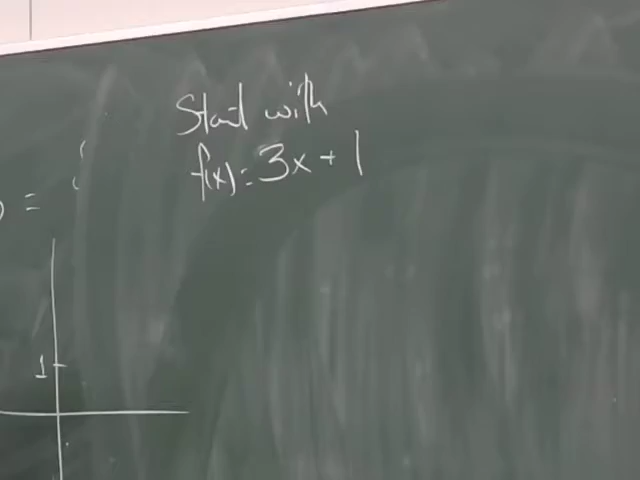 Start with
f(x) = 3x + 1
) =
1